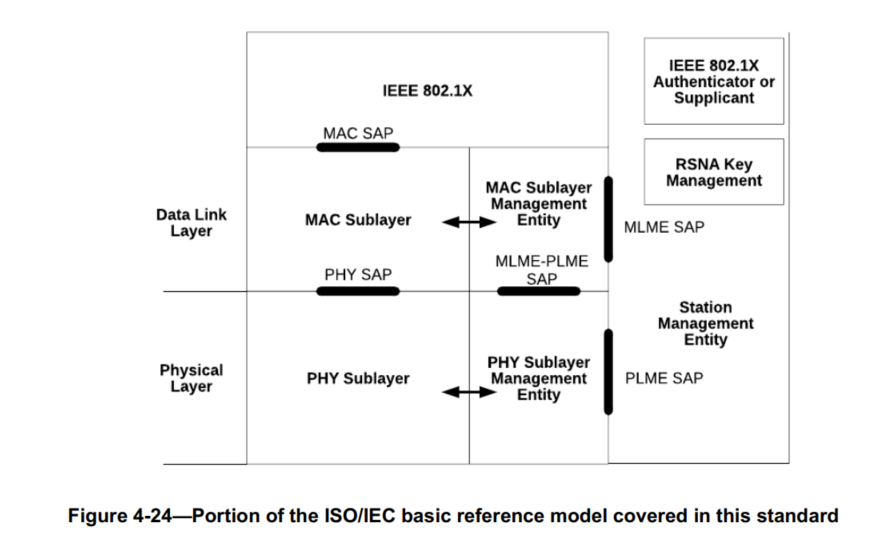 IEEE 802.1X
IEEE 802.1X
Authenticator or
Supplicant
MAC SAP
RSNA Key
Management
Data Link
Layer
MAC Sublayer
MAC Sublayer
Management
Entity
MLME SAP
PHY SAP
MLME-PLME
SAP
Station
Management
Entity
Physical
Layer
PHY Sublayer
PHY Sublayer
Management
Entity
PLME SAP
Figure 4-24—Portion of the ISO/IEC basic reference model covered in this standard